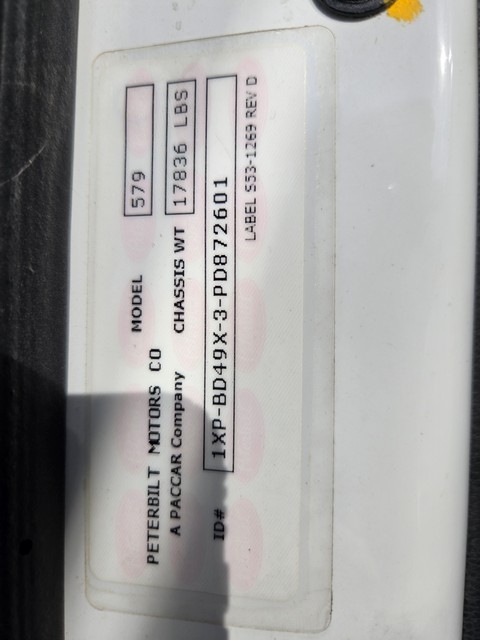 PETERBILT MOTORS CO MODEL 579
A PACCAR Company CHASSIS WT 17836 LBS
ID# 1XP-BD49X-3-PD872601
LABEL S53-1269 REV D